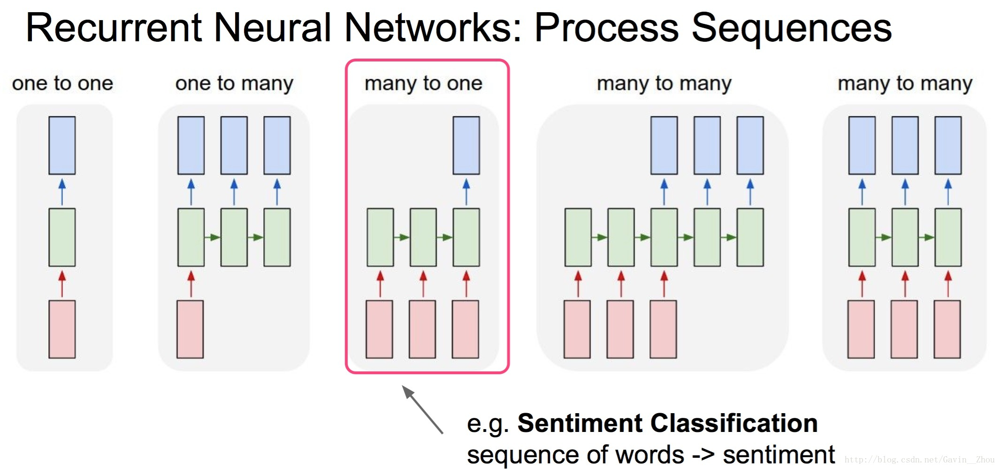 Recurrent Neural Networks: Process Sequences
one to one
one to many
many to one
many to many
many to many
e.g. Sentiment Classification
sequence of words -> sentiment
http://blog.csdn.net/Gavin__Zhou